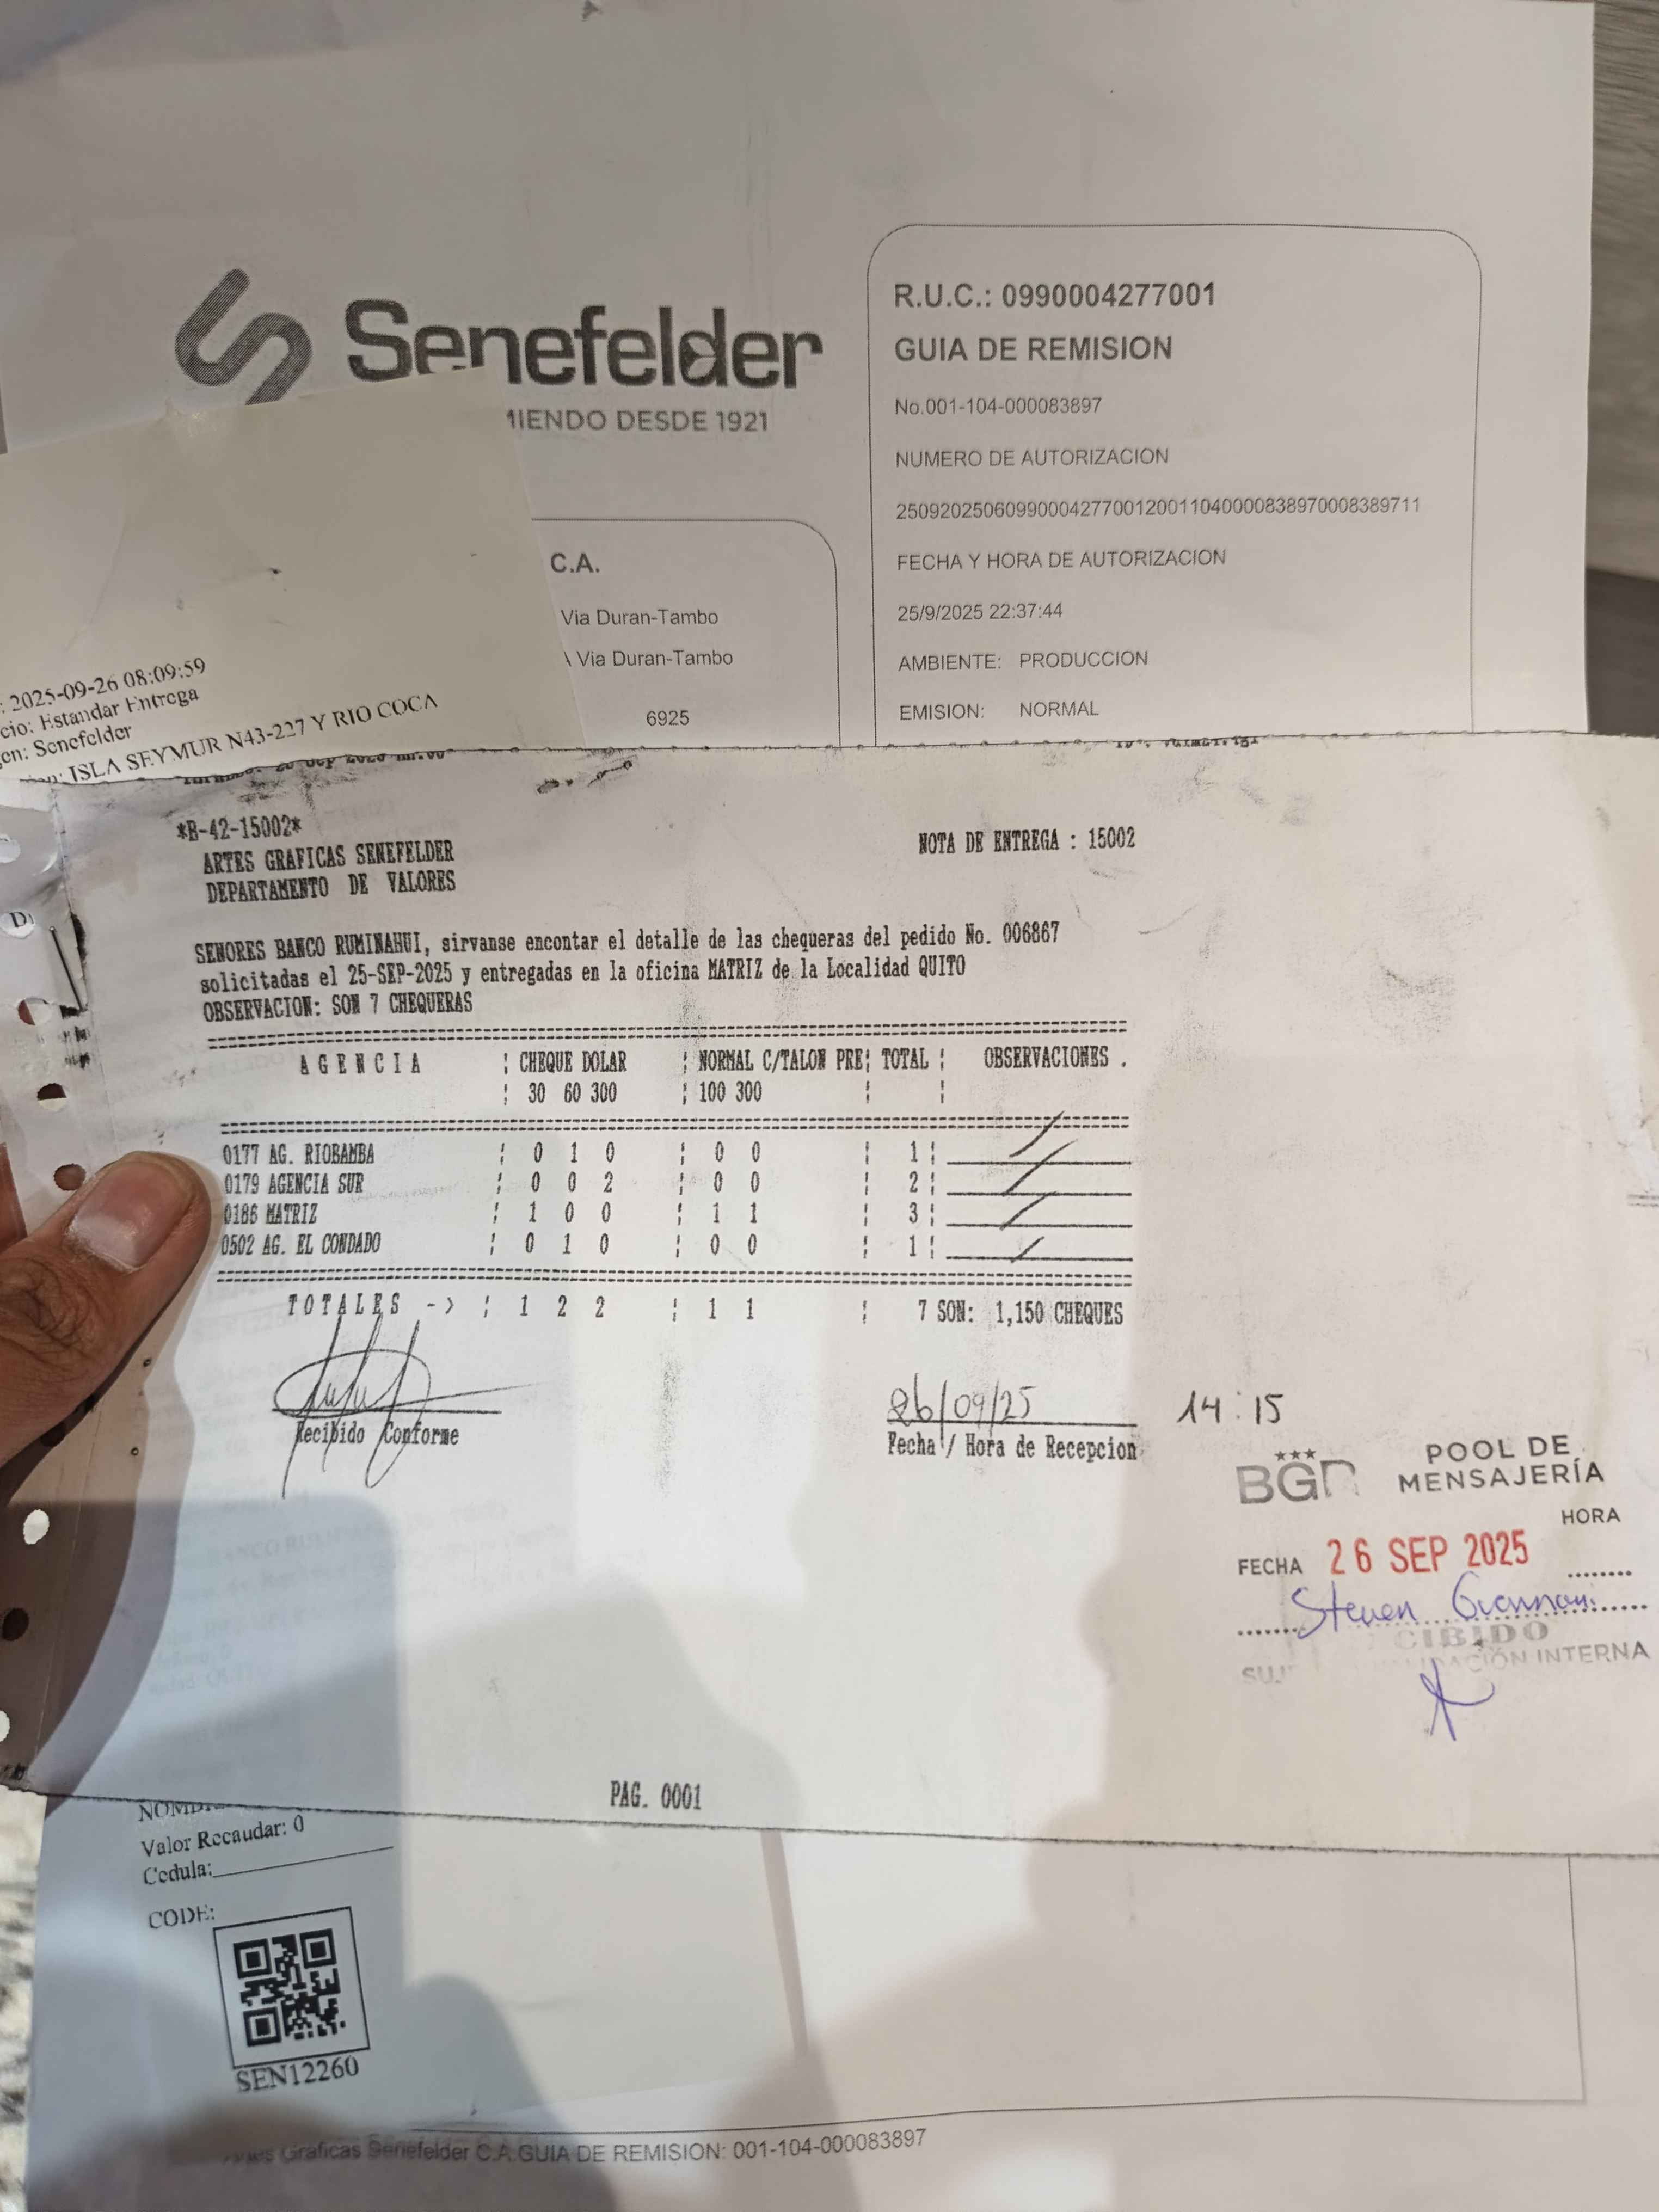 Senefelder
MIENDO DESDE 1921
R.U.C.: 0990004277001
GUIA DE REMISION
No.001-104-000083897
NUMERO DE AUTORIZACION
2509202506099000427700120011040000838970008389711
FECHA Y HORA DE AUTORIZACION
25/9/2025 22:37:44
AMBIENTE: PRODUCCION
EMISION: NORMAL
C.A.
Via Duran-Tambo
Via Duran-Tambo
6925
: 2025-09-26 08:09:59
cio: Estandar Entrega
gen: Senefelder
ISLA SEYMUR N43-227 Y RIO COCA
*B-42-15002*
ARTES GRAFICAS SENEFELDER
DEPARTAMENTO DE VALORES
NOTA DE ENTREGA : 15002
SENORES BANCO RUMINAHUI, sirvanse encontar el detalle de las chequeras del pedido No. 006867
solicitadas el 25-SEP-2025 y entregadas en la oficina MATRIZ de la Localidad QUITO
OBSERVACION: SON 7 CHEQUERAS
A G E N C I A ¦ CHEQUE DOLAR ¦ NORMAL C/TALON PRE¦ TOTAL ¦ OBSERVACIONES .
¦ 30 60 300 ¦ 100 300 ¦ ¦
0177 AG. RIOBAMBA ¦ 0 1 0 ¦ 0 0 ¦ 1¦
0179 AGENCIA SUR ¦ 0 0 2 ¦ 0 0 ¦ 2¦
0186 MATRIZ ¦ 1 0 0 ¦ 1 1 ¦ 3¦
0502 AG. EL CONDADO ¦ 0 1 0 ¦ 0 0 ¦ 1¦
T O T A L E S -> ¦ 1 2 2 ¦ 1 1 ¦ 7 SON: 1,150 CHEQUES
26/09/25 14:15
Recibido Conforme
Fecha / Hora de Recepcion
BGR POOL DE
MENSAJERÍA
HORA
FECHA 26 SEP 2025
Steven
CIBIDO
INTERNA
PAG. 0001
Valor Recaudar: 0
Cedula:
CODE:
SEN12260
Graficas Senefelder C.A.GUIA DE REMISION: 001-104-000083897